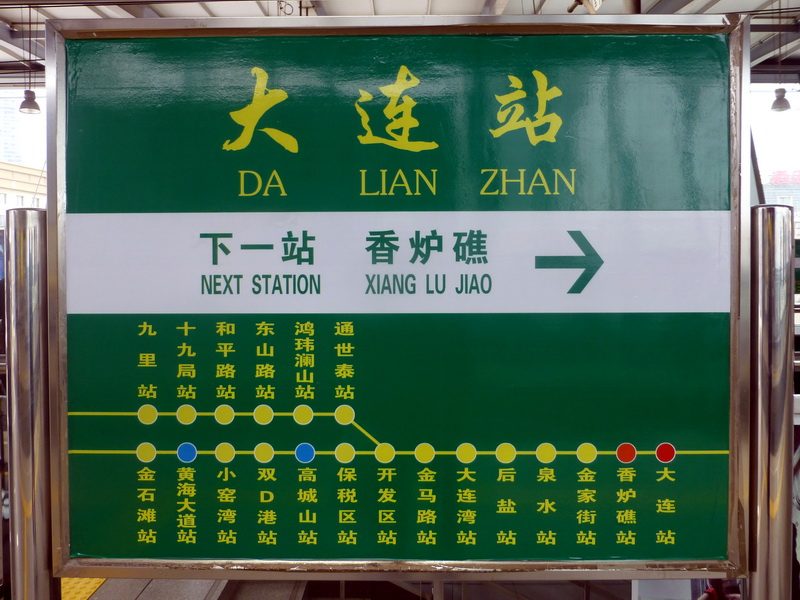 大连站
DA LIAN ZHAN
下一站 香炉礁
NEXT STATION XIANG LU JIAO
九里站
十九局站
和平路站
东山路站
鸿玮澜山站
通世泰站
金石滩站
黄海大道站
小窑湾站
双D港站
高城山站
保税区站
开发区站
金马路站
大连湾站
后盐站
泉水站
金家街站
香炉礁站
大连站